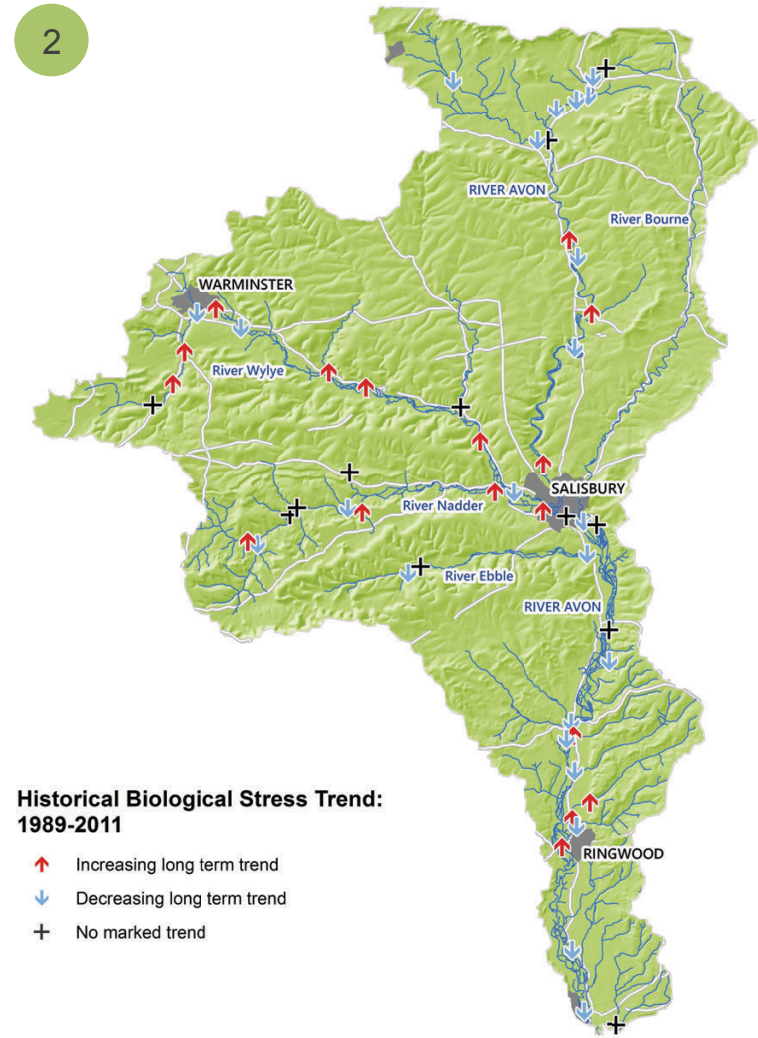 2
RIVER AVON
River Bourne
WARMINSTER
River Wylye
SALISBURY
River Nadder
River Ebble
RIVER AVON
Historical Biological Stress Trend:
1989-2011
Increasing long term trend
Decreasing long term trend
No marked trend
RINGWOOD